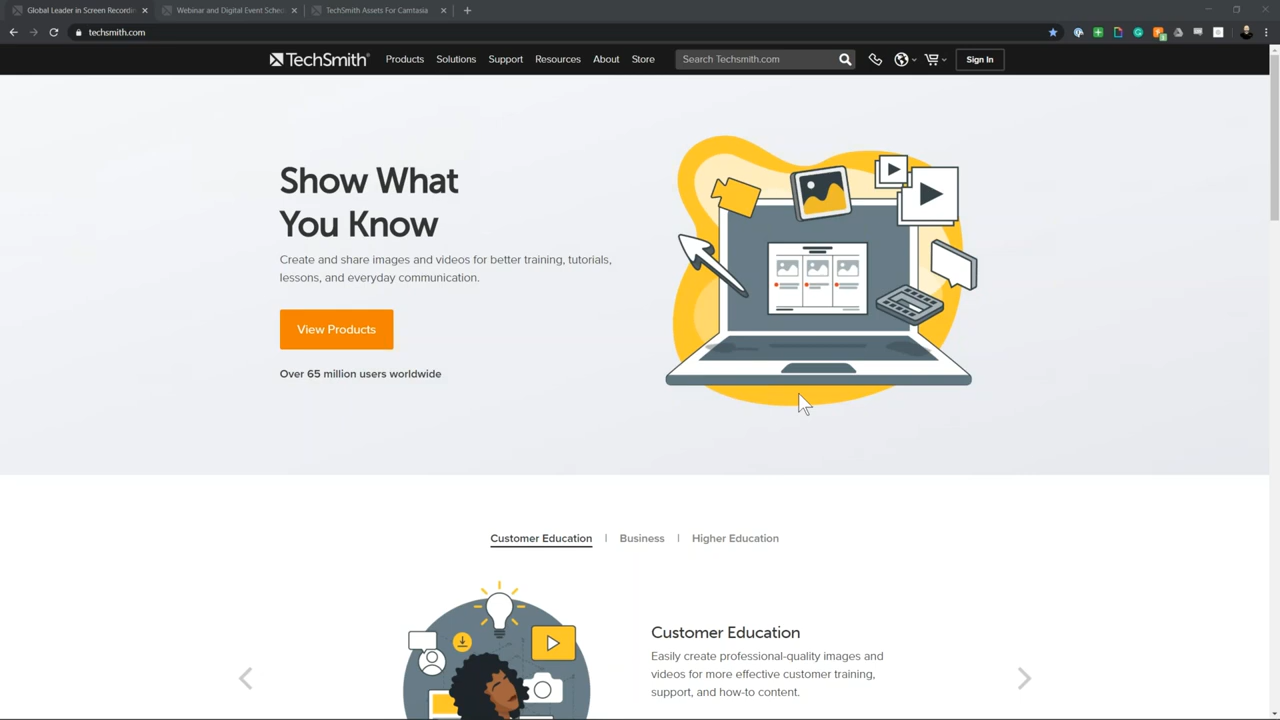 Global Leader in Screen Recordin
Webinar and Digital Event Sched
TechSmith Assets For Camtasia
techsmith.com
TechSmith®
Products
Solutions
Support
Resources
About
Store
Search Techsmith.com
Sign In
Show What
You Know
Create and share images and videos for better training, tutorials,
lessons, and everyday communication.
View Products
Over 65 million users worldwide
Customer Education | Business | Higher Education
Customer Education
Easily create professional-quality images and
videos for more effective customer training,
support, and how-to content.